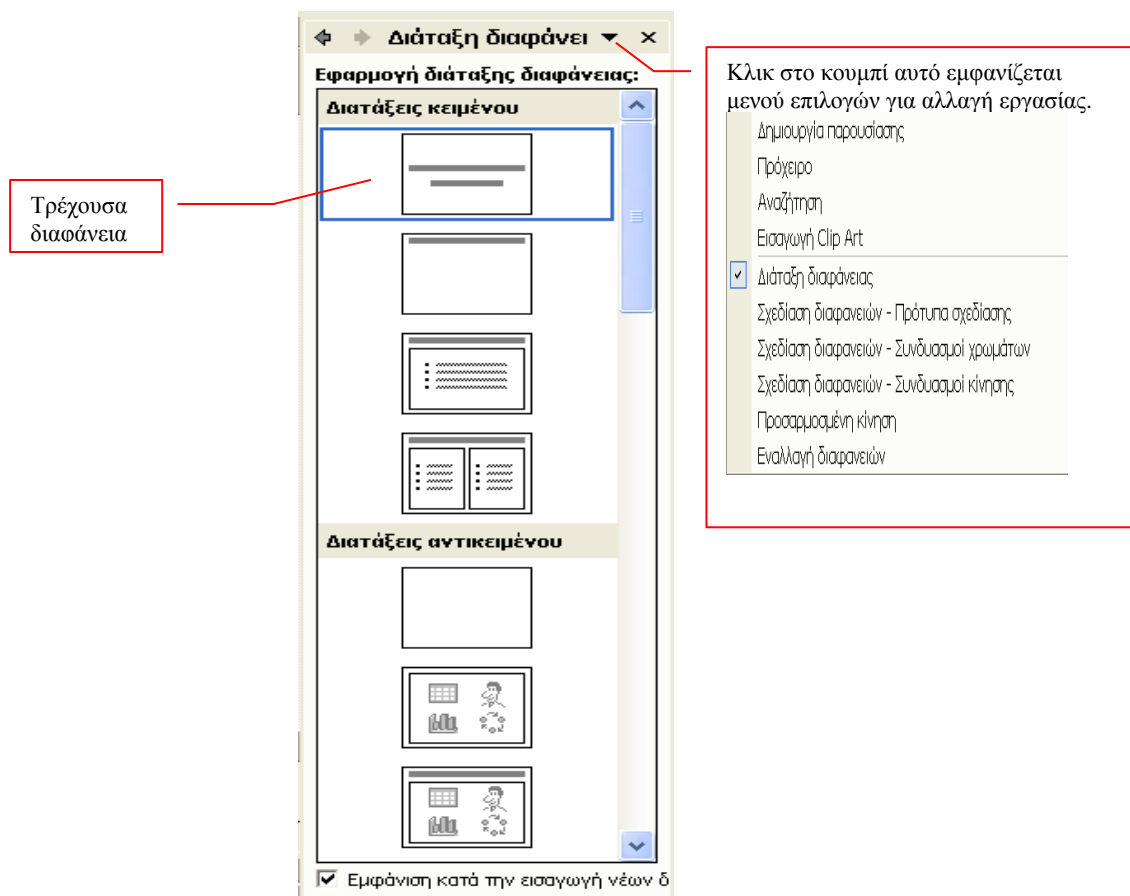 Διάταξη διαφάνει
Εφαρμογή διάταξης διαφάνειας:
Διατάξεις κειμένου
Διατάξεις αντικειμένου
Εμφάνιση κατά την εισαγωγή νέων δ
Τρέχουσα
διαφάνεια
Κλικ στο κουμπί αυτό εμφανίζεται
μενού επιλογών για αλλαγή εργασίας.
Δημιουργία παρουσίασης
Πρόχειρο
Αναζήτηση
Εισαγωγή Clip Art
Διάταξη διαφάνειας
Σχεδίαση διαφανειών - Πρότυπα σχεδίασης
Σχεδίαση διαφανειών - Συνδυασμοί χρωμάτων
Σχεδίαση διαφανειών - Συνδυασμοί κίνησης
Προσαρμοσμένη κίνηση
Εναλλαγή διαφανειών